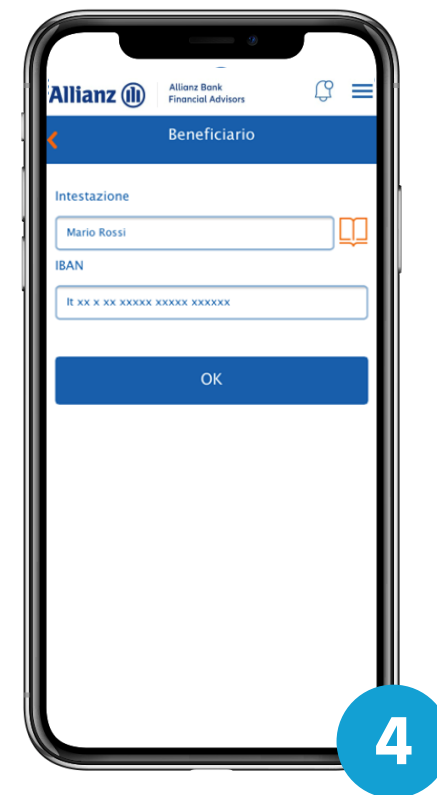 Allianz
Allianz Bank
Financial Advisors
Beneficiario
Intestazione
Mario Rossi
IBAN
It xx x xx xxxxx xxxxx xxxxxx
OK
4